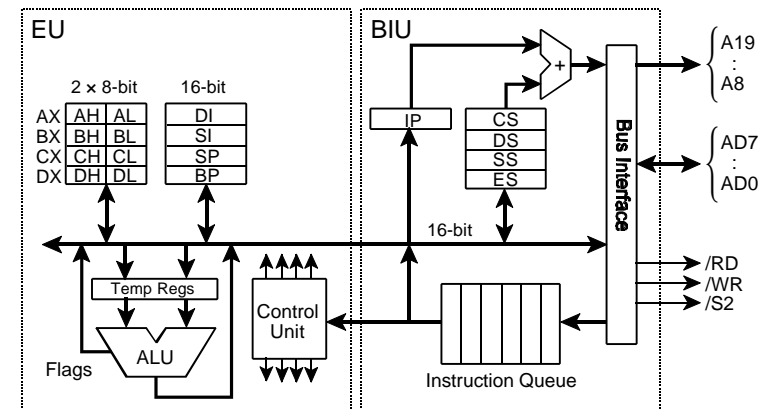 EU
BIU
2 × 8-bit
16-bit
AX AH AL
BX BH BL
CX CH CL
DX DH DL
DI
SI
SP
BP
IP
+
CS
DS
SS
ES
Bus Interface
A19
:
A8
AD7
:
AD0
16-bit
/RD
/WR
/S2
Temp Regs
ALU
Flags
Control
Unit
Instruction Queue